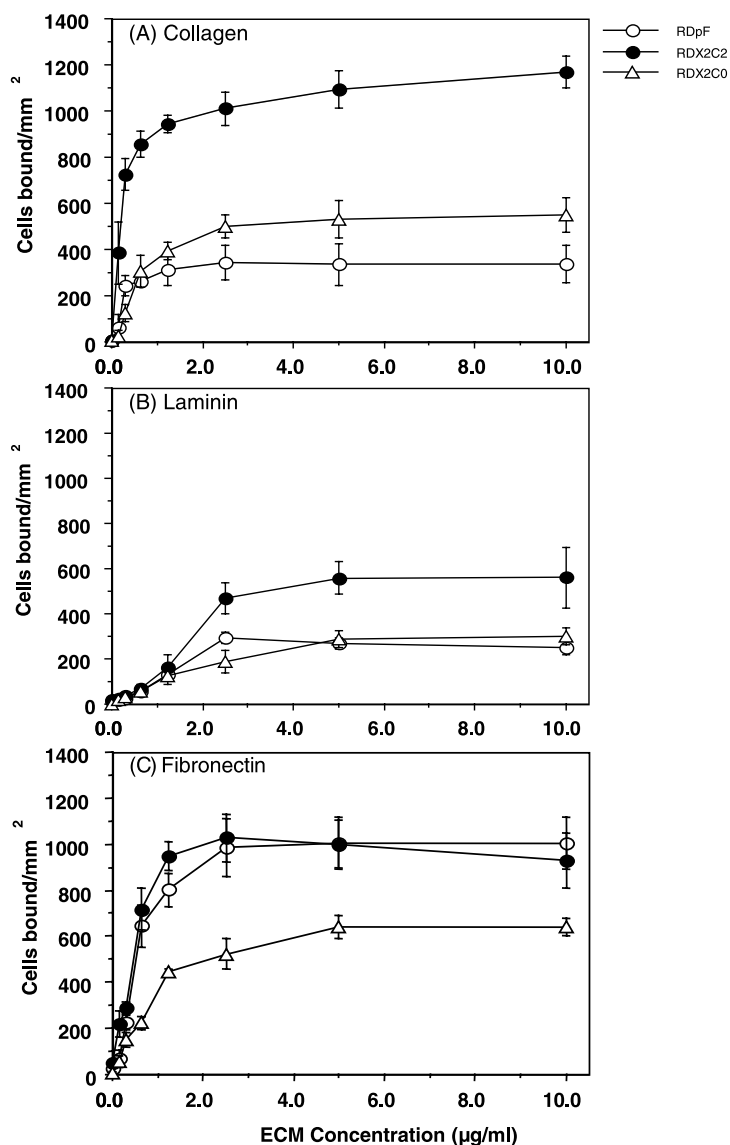 (A) Collagen
1400
1200
1000
800
600
400
200
0
Cells bound/mm 2
0.0 2.0 4.0 6.0 8.0 10.0
RDpF
RDX2C2
RDX2C0
(B) Laminin
1400
1200
1000
800
600
400
200
0
Cells bound/mm 2
0.0 2.0 4.0 6.0 8.0 10.0
(C) Fibronectin
1400
1200
1000
800
600
400
200
0
Cells bound/mm 2
0.0 2.0 4.0 6.0 8.0 10.0
ECM Concentration (µg/ml)